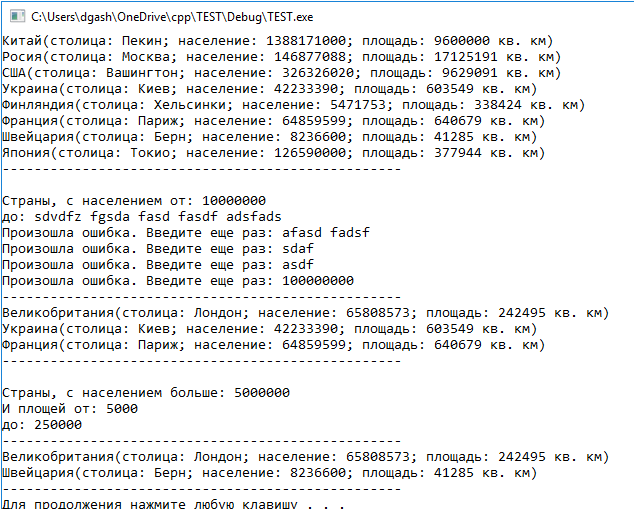 C:\Users\dgash\OneDrive\cpp\TEST\Debug\TEST.exe
Китай(столица: Пекин; население: 1388171000; площадь: 9600000 кв. км)
Росия(столица: Москва; население: 146877088; площадь: 17125191 кв. км)
США(столица: Вашингтон; население: 326326020; площадь: 9629091 кв. км)
Украина(столица: Киев; население: 42233390; площадь: 603549 кв. км)
Финляндия(столица: Хельсинки; население: 5471753; площадь: 338424 кв. км)
Франция(столица: Париж; население: 64859599; площадь: 640679 кв. км)
Швейцария(столица: Берн; население: 8236600; площадь: 41285 кв. км)
Япония(столица: Токио; население: 126590000; площадь: 377944 кв. км)
---------------------------------------------------
Страны, с населением от: 10000000
до: sdvdfz fgsda fasd fasdf adsfads
Произошла ошибка. Введите еще раз: afasd fadsf
Произошла ошибка. Введите еще раз: sdaf
Произошла ошибка. Введите еще раз: asdf
Произошла ошибка. Введите еще раз: 100000000
---------------------------------------------------
Великобритания(столица: Лондон; население: 65808573; площадь: 242495 кв. км)
Украина(столица: Киев; население: 42233390; площадь: 603549 кв. км)
Франция(столица: Париж; население: 64859599; площадь: 640679 кв. км)
---------------------------------------------------
Страны, с населением больше: 5000000
И площей от: 5000
до: 250000
---------------------------------------------------
Великобритания(столица: Лондон; население: 65808573; площадь: 242495 кв. км)
Швейцария(столица: Берн; население: 8236600; площадь: 41285 кв. км)
---------------------------------------------------
Для продолжения нажмите любую клавишу . . .